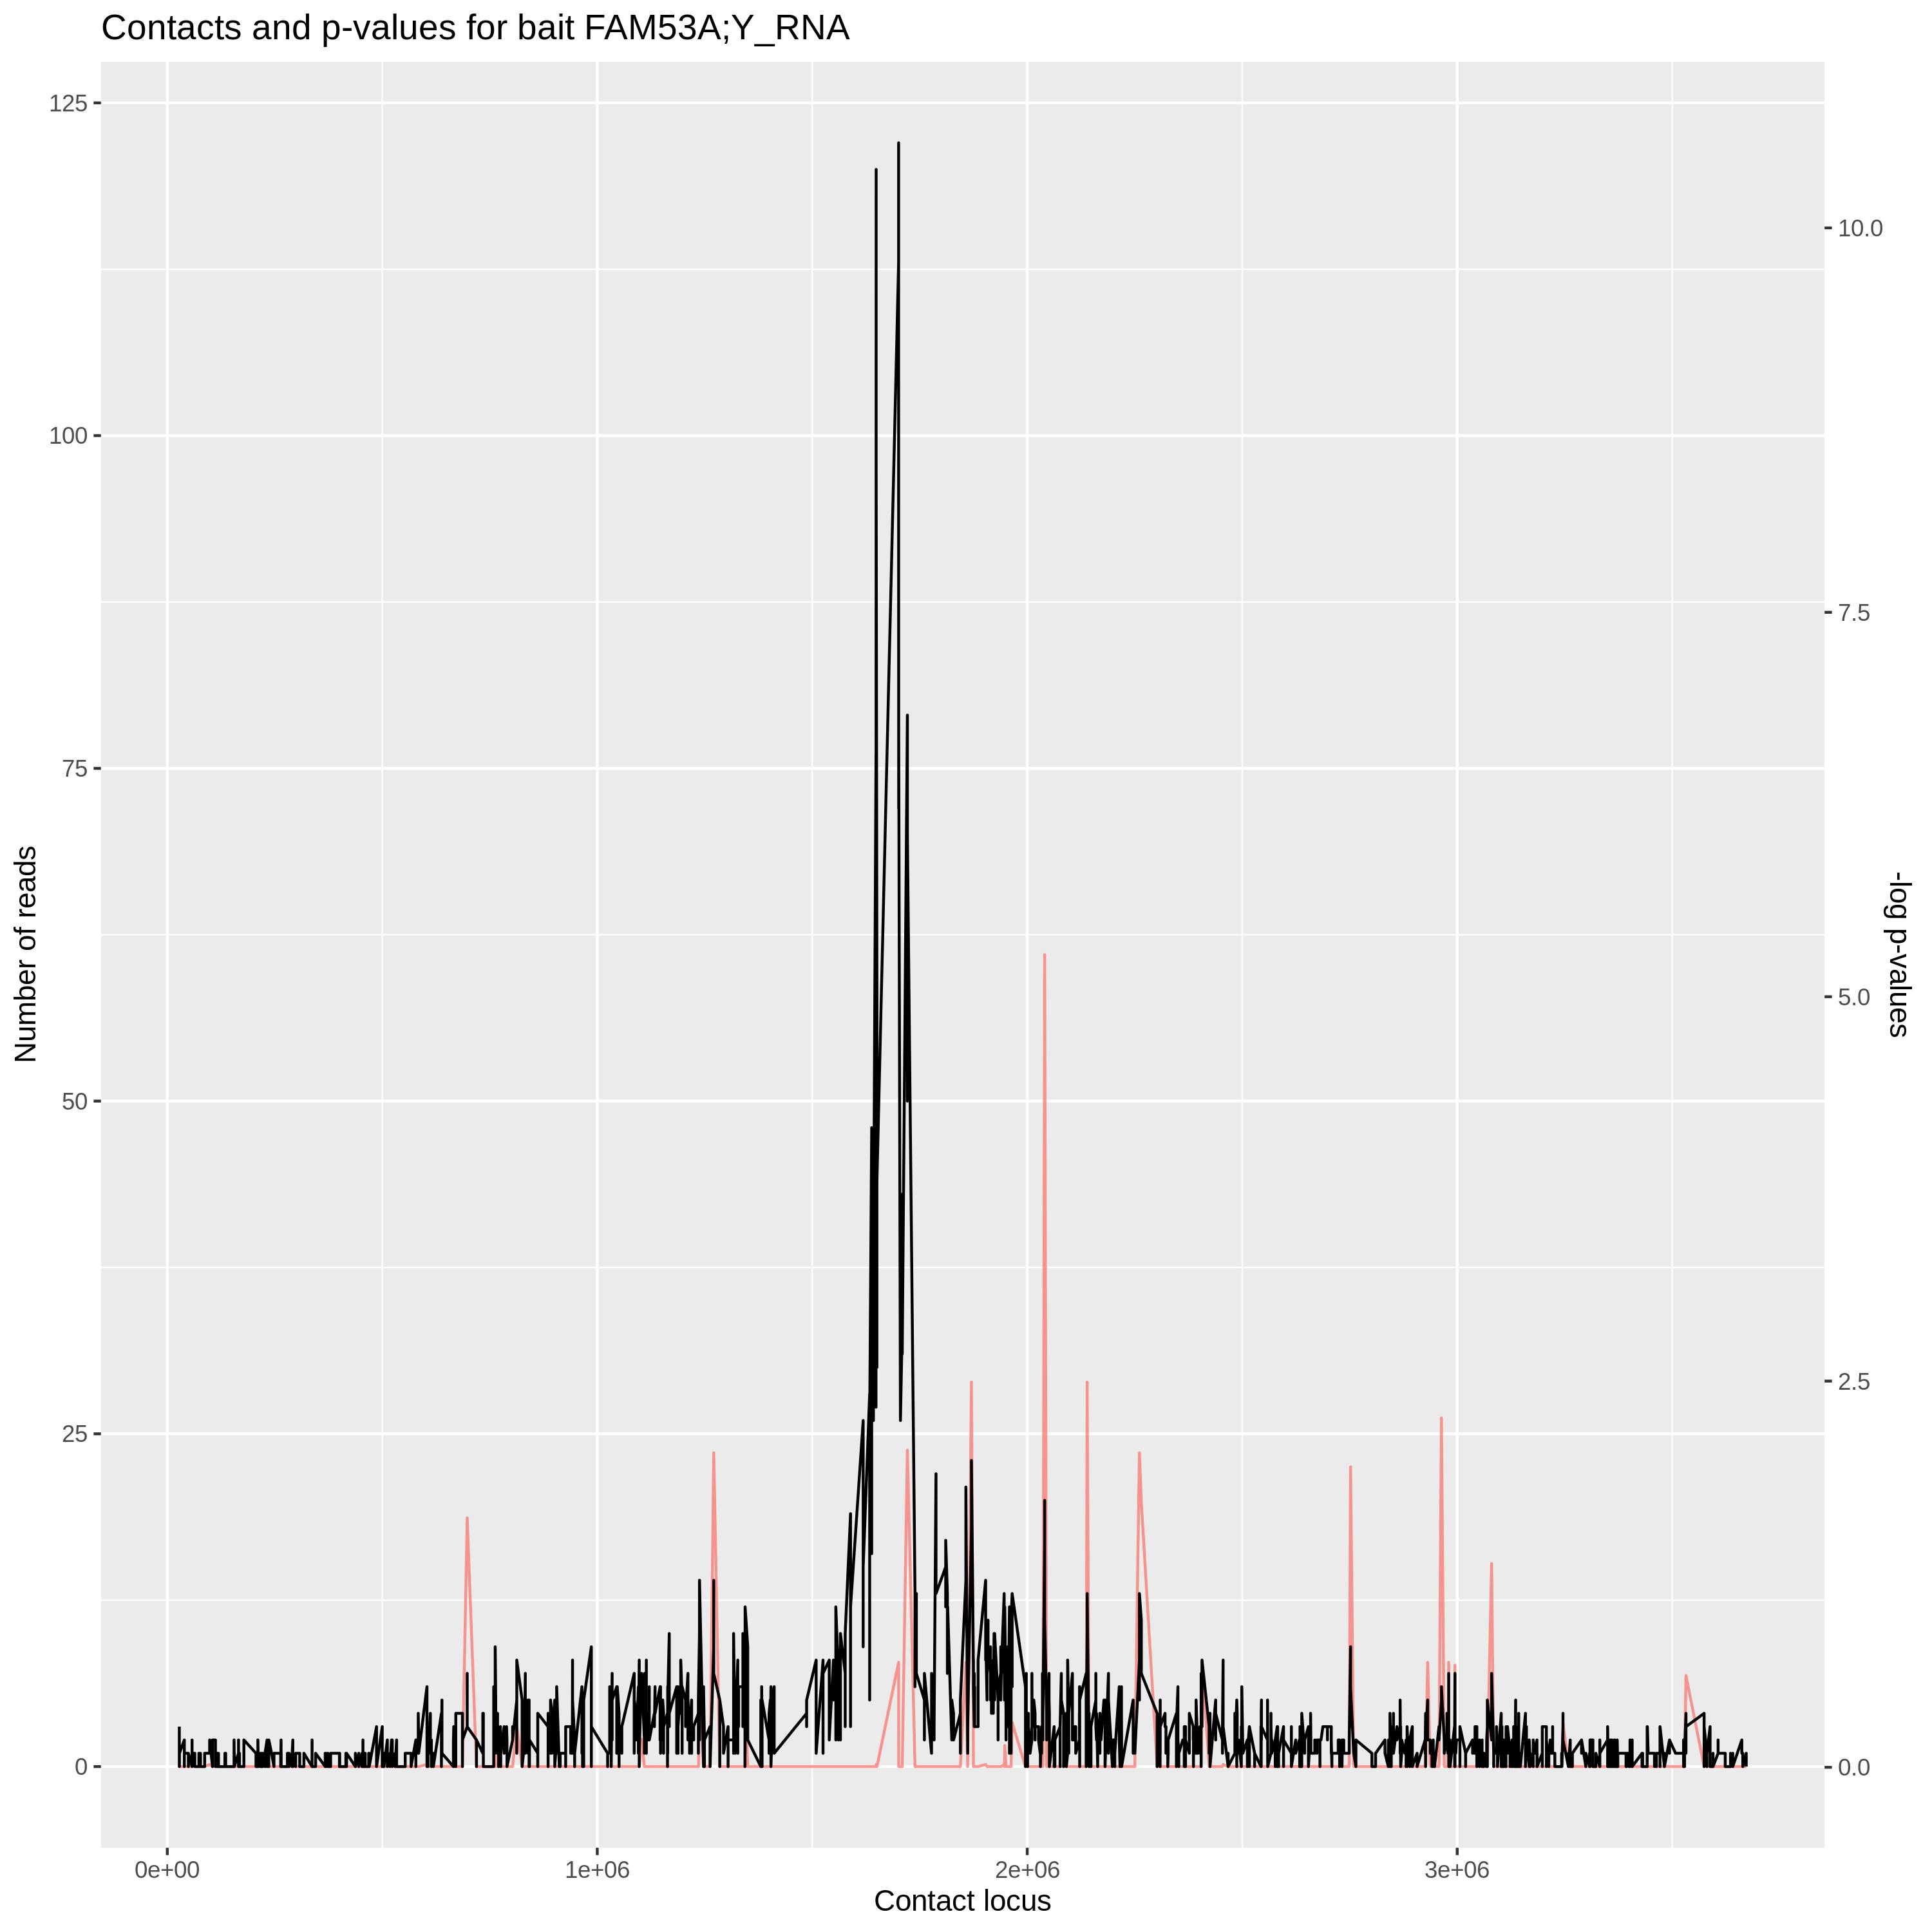 Contacts and p-values for bait FAM53A;Y_RNA
125
100
75
50
25
0
Number of reads
10.0
7.5
5.0
2.5
0.0
-log p-values
0e+00
1e+06
2e+06
3e+06
Contact locus